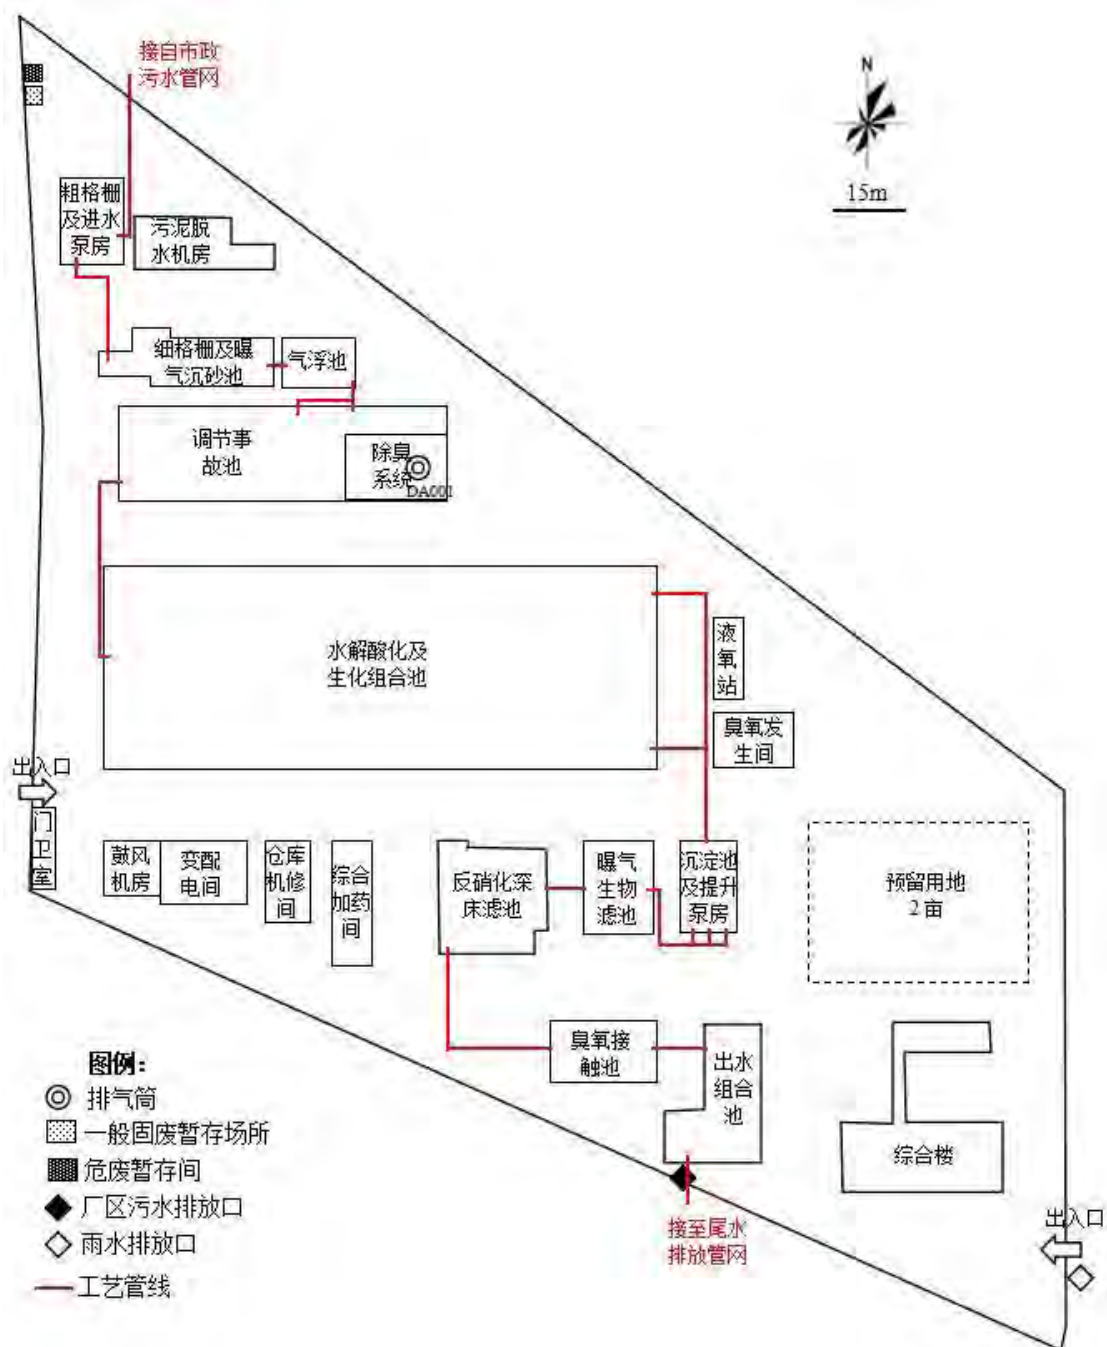 接自市政
污水管网
N
15m
粗格栅
及进水
泵房
污泥脱
水机房
细格栅及曝
气沉砂池
气浮池
调节事
故池
除臭
系统
DA001
水解酸化及
生化组合池
液
氧
站
臭氧发
生间
出入口
门
卫
室
鼓风
机房
变配
电间
仓库
机修
间
综合
加药
间
反硝化深
床滤池
曝气
生物
滤池
沉淀池
及提升
泵房
预留用地
2亩
臭氧接
触池
出水
组合
池
综合楼
接至尾水
排放管网
出入口
图例：
排气筒
一般固废暂存场所
危废暂存间
厂区污水排放口
雨水排放口
工艺管线